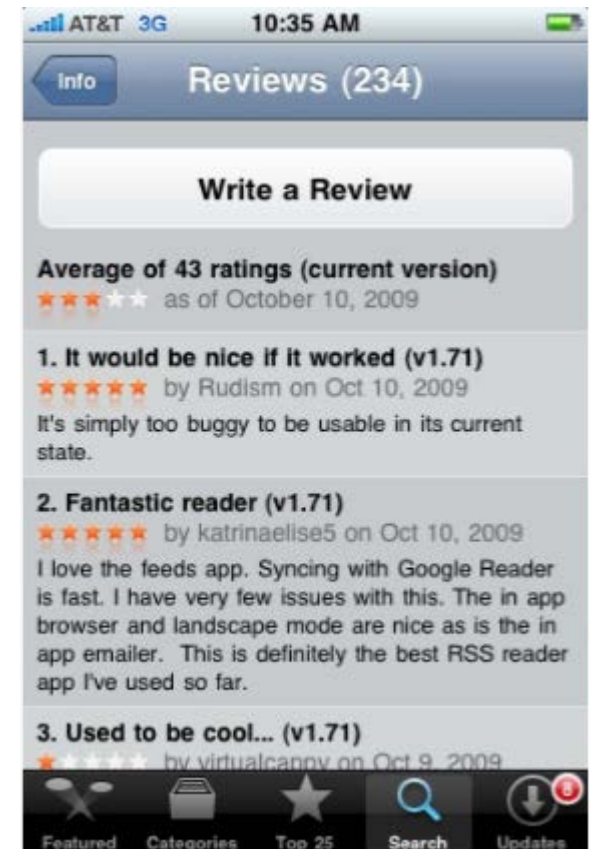 AT&T 3G 10:35 AM
Info Reviews (234)
Write a Review
Average of 43 ratings (current version)
as of October 10, 2009
1. It would be nice if it worked (v1.71)
by Rudism on Oct 10, 2009
It's simply too buggy to be usable in its current
state.
2. Fantastic reader (v1.71)
by katrinaelise5 on Oct 10, 2009
I love the feeds app. Syncing with Google Reader
is fast. I have very few issues with this. The in app
browser and landscape mode are nice as is the in
app emailer. This is definitely the best RSS reader
app I've used so far.
3. Used to be cool... (v1.71)
by virtualcappy on Oct 9, 2009
8
Featured Categories Top 25 Search Updates